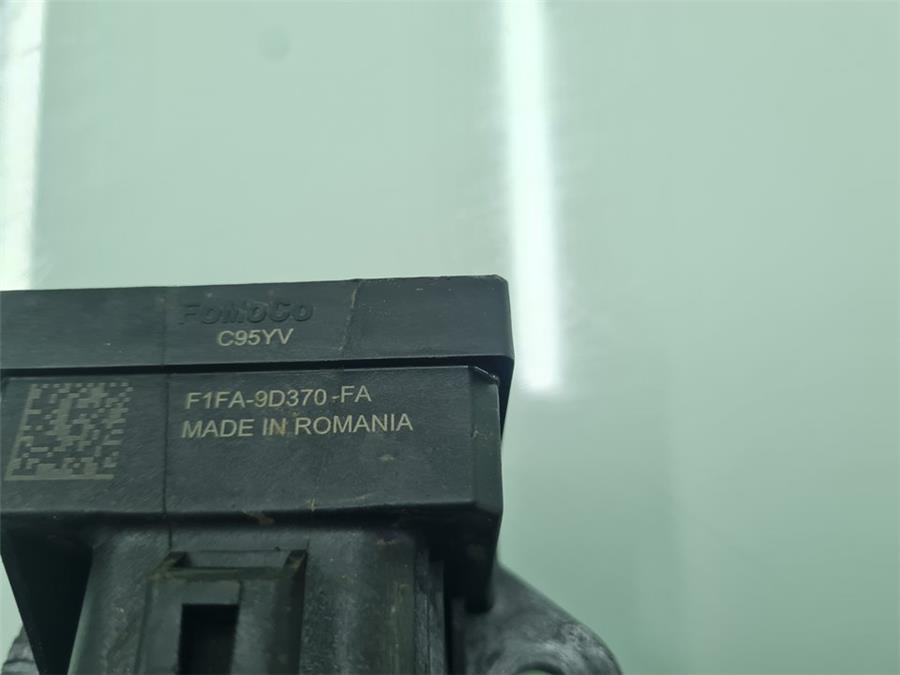 FoMoCo
C95YV
F1FA-9D370-FA
MADE IN ROMANIA